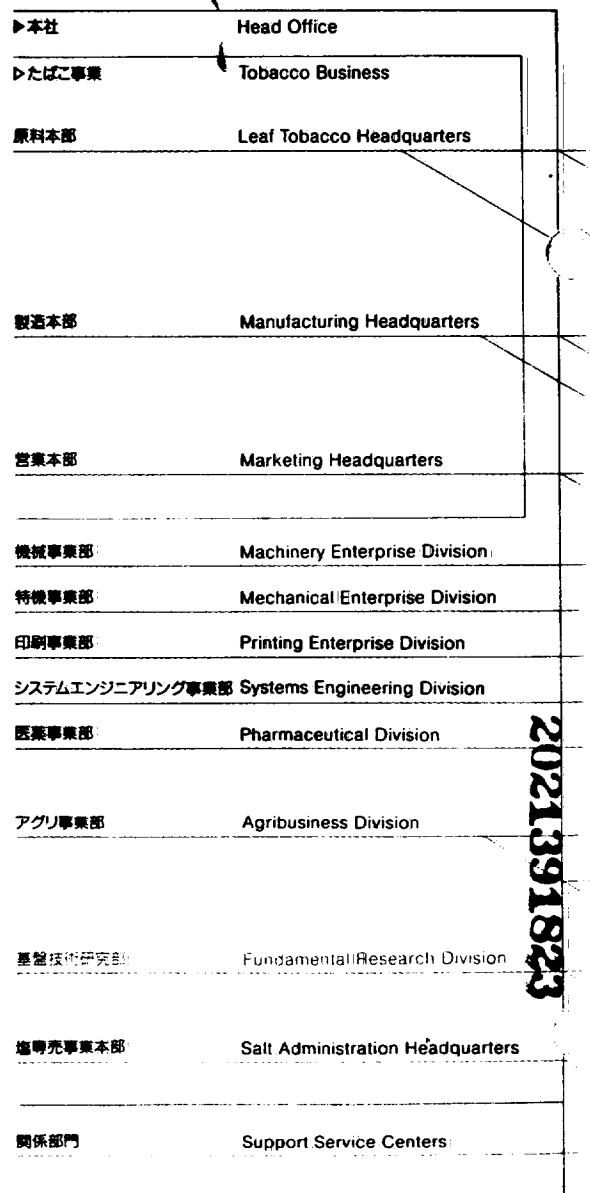 ▶本社 Head Office
▷たばこ事業 Tobacco Business
原料本部 Leaf Tobacco Headquarters
製造本部 Manufacturing Headquarters
営業本部 Marketing Headquarters
機械事業部 Machinery Enterprise Division
特機事業部 Mechanical Enterprise Division
印刷事業部 Printing Enterprise Division
システムエンジニアリング事業部 Systems Engineering Division
医薬事業部 Pharmaceutical Division
アグリ事業部 Agribusiness Division
基盤技術研究部 Fundamental Research Division
塩専売事業本部 Salt Administration Headquarters
関係部門 Support Service Centers
2021391823